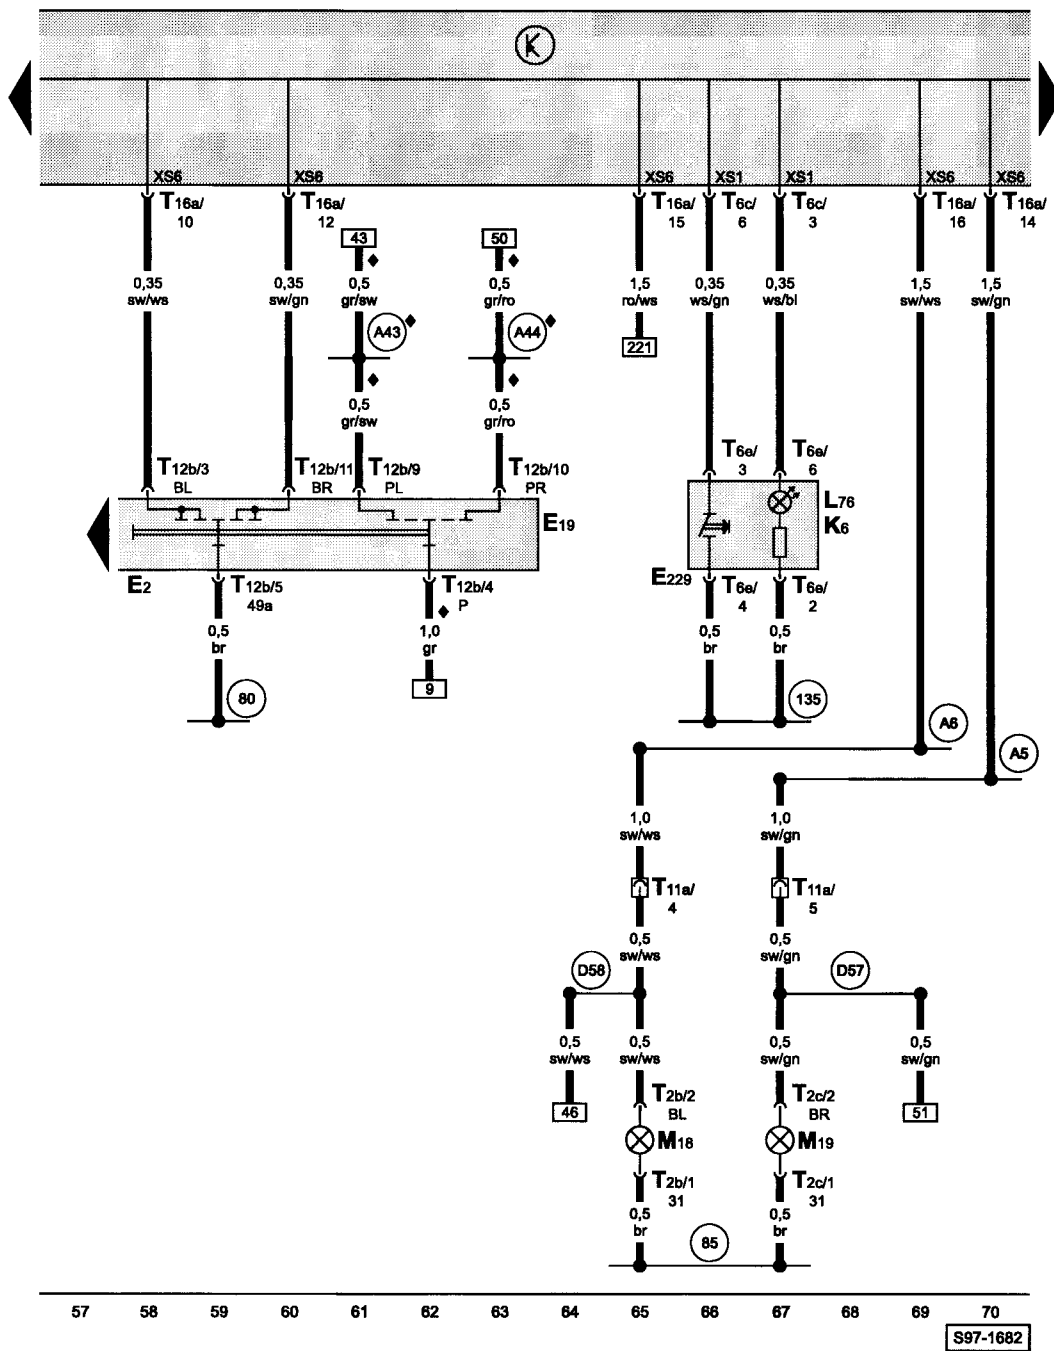 K
XS6 XS6 XS6 XS1 XS1 XS6 XS6
T16a/ T16a/ T16a/ T6c/ T6c/ T16a/ T16a/
10 12 15 6 3 16 14
43 50
0,35 0,35 0,5 0,5 1,5 0,35 0,35 1,5 1,5
sw/ws sw/gn gr/sw gr/ro ro/ws ws/gn ws/bl sw/ws sw/gn
A43 A44
221
0,5 0,5
gr/sw gr/ro
T12b/3 T12b/11 T12b/9 T12b/10 T6e/ T6e/
BL BR PL PR 3 6
L76
E19 K6
E2 T12b/5 T12b/4 E229 T6e/ T6e/
49a P 4 2
0,5 1,0 0,5 0,5
br gr br br
80 9 135
A6
A5
1,0 1,0
sw/ws sw/gn
T11a/ T11a/
4 5
0,5 0,5
sw/ws sw/gn
D58 D57
0,5 0,5 0,5 0,5
sw/ws sw/ws sw/gn sw/gn
T2b/2 T2c/2
46 BL BR 51
M18 M19
T2b/1 T2c/1
31 31
0,5 0,5
br br
85
57 58 59 60 61 62 63 64 65 66 67 68 69 70
S97-1682